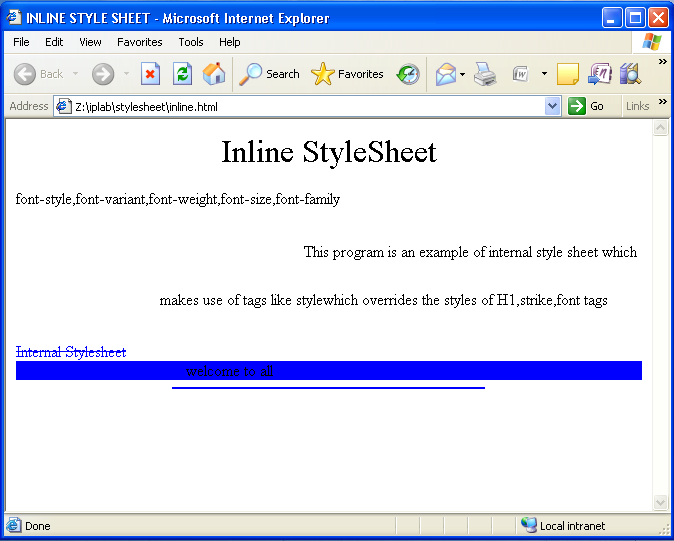 INLINE STYLE SHEET - Microsoft Internet Explorer
File Edit View Favorites Tools Help
Back Search Favorites
Address Z:\iplab\stylesheet\inline.html Go Links
Inline StyleSheet
font-style,font-variant,font-weight,font-size,font-family
This program is an example of internal style sheet which
makes use of tags like stylewhich overrides the styles of H1,strike,font tags
Internal Stylesheet
welcome to all
Done Local intranet